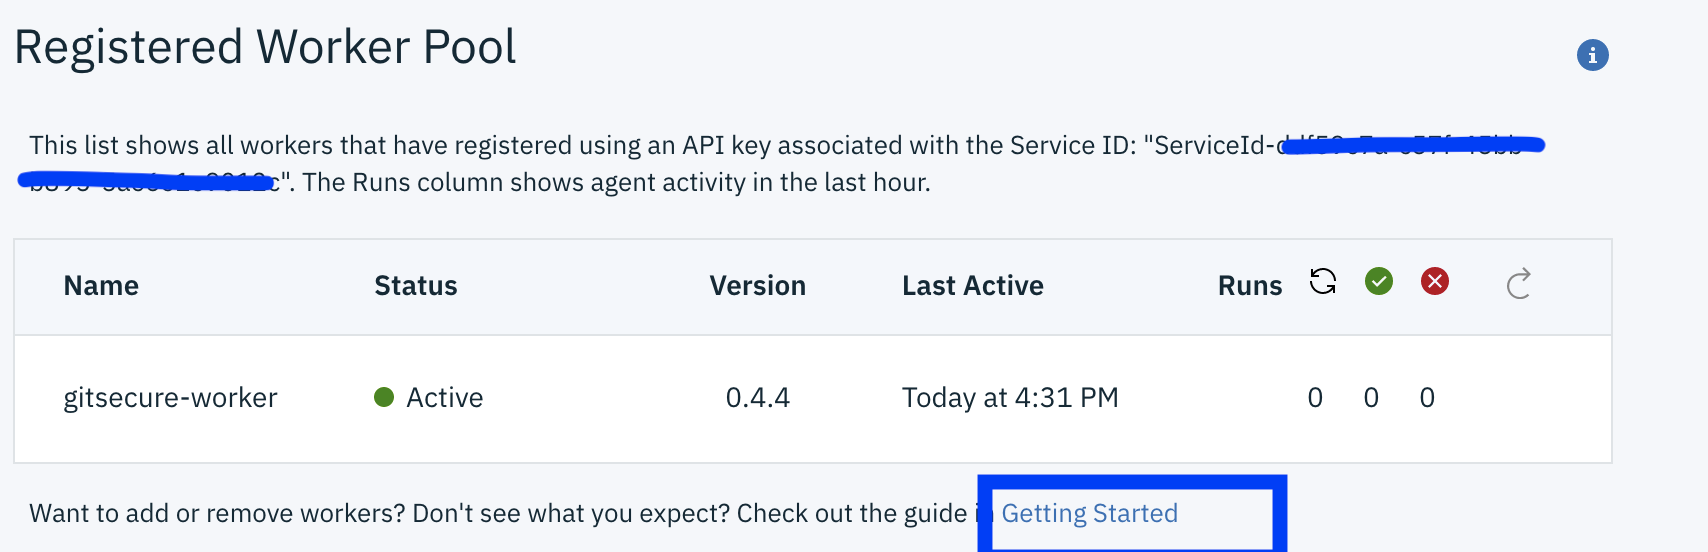 Registered Worker Pool
This list shows all workers that have registered using an API key associated with the Service ID: "ServiceId-
. The Runs column shows agent activity in the last hour.
Name Status Version Last Active Runs
gitsecure-worker Active 0.4.4 Today at 4:31 PM 0 0 0
Want to add or remove workers? Don't see what you expect? Check out the guide in Getting Started